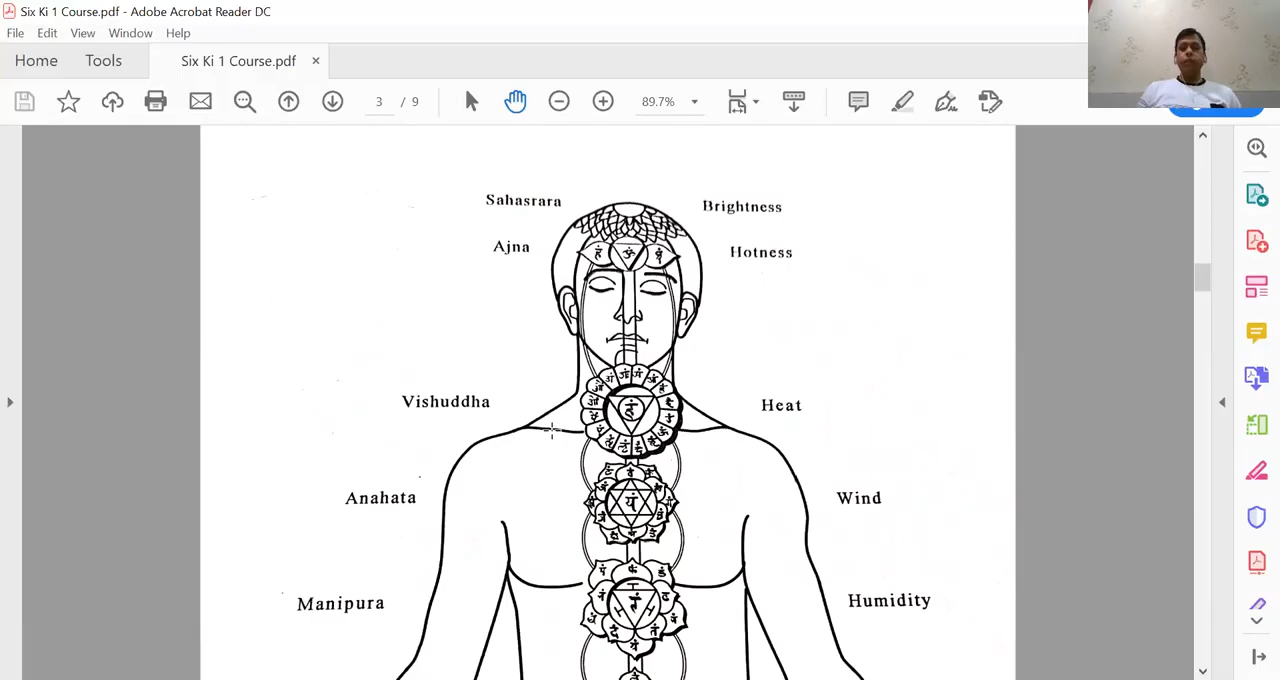 Six Ki 1 Course.pdf - Adobe Acrobat Reader DC
File Edit View Window Help
Home Tools Six Ki 1 Course.pdf ×
3 / 9 89.7%
Sahasrara Brightness
Ajna Hotness
हं ॐ
Vishuddha Heat
हं
Anahata Wind
यं
Manipura Humidity
रं